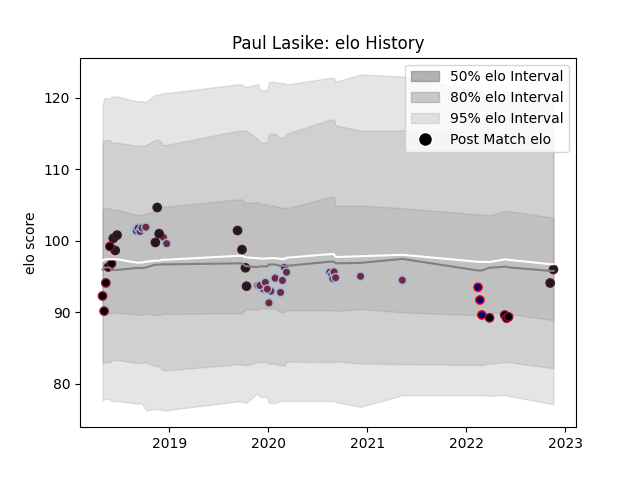 Paul Lasike: elo History
50% elo Interval
80% elo Interval
95% elo Interval
Post Match elo
elo score
120
110
100
90
80
2019
2020
2021
2022
2023